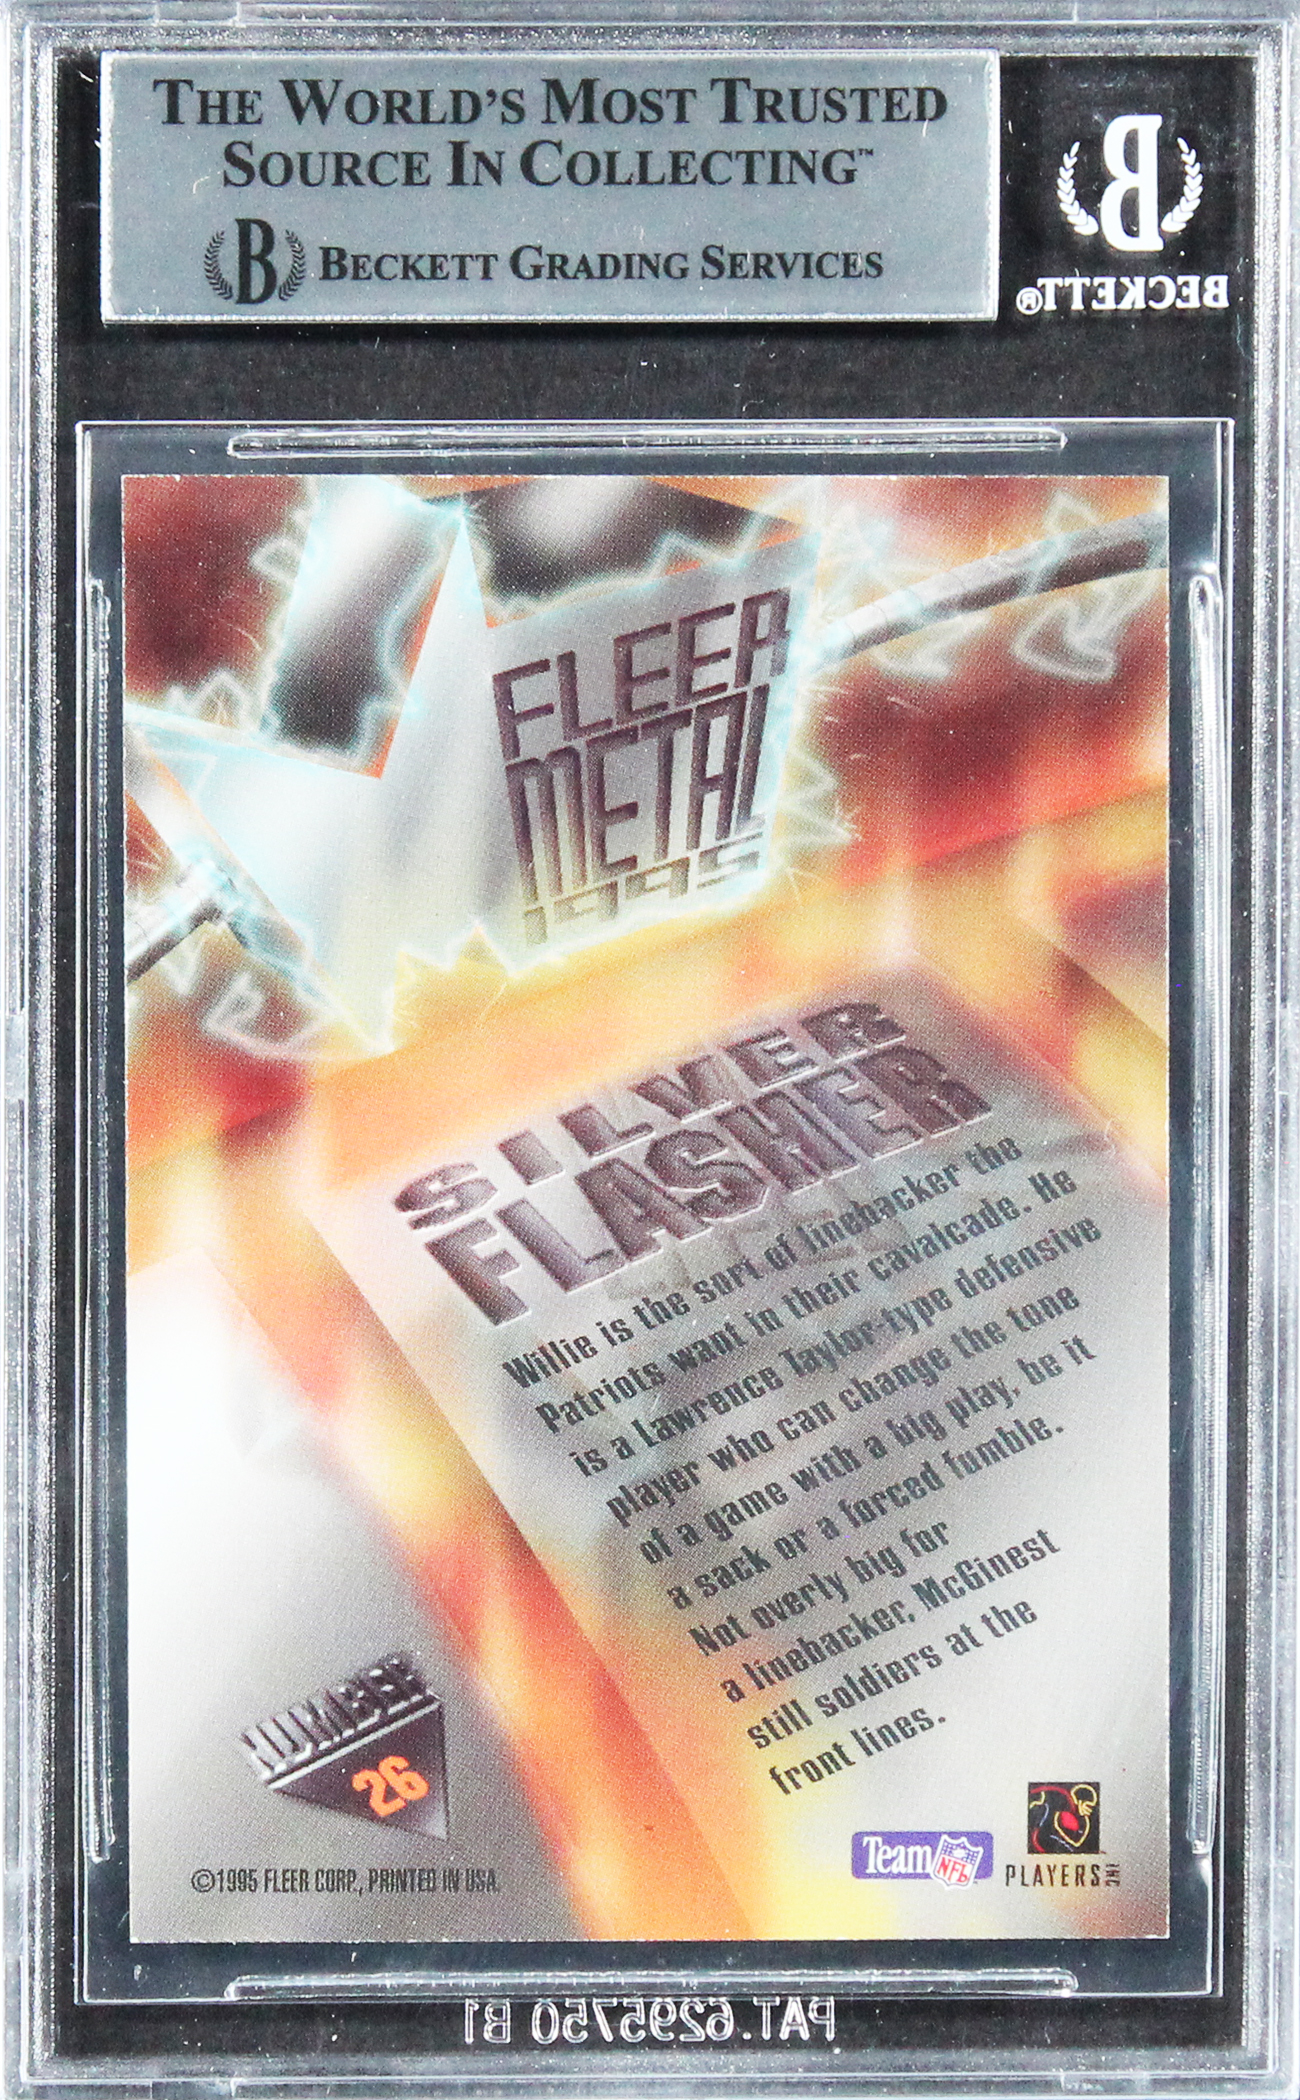 THE WORLD'S MOST TRUSTED
SOURCE IN COLLECTING™
B BECKETT GRADING SERVICES
B
BECKETT®
FLEER
METAL
1995
SILVER
FLASHER
Willie is the sort of linebacker the
Patriots want in their cavalcade. He
is a Lawrence Taylor-type defensive
player who can change the tone
of a game with a big play, be it
a sack or a forced fumble.
Not overly big for
a linebacker, McGinest
still soldiers at the
front lines.
NUMBER
26
©1995 FLEER CORP., PRINTED IN USA.
Team NFL
PLAYERS INC
PAT.6295750 B1